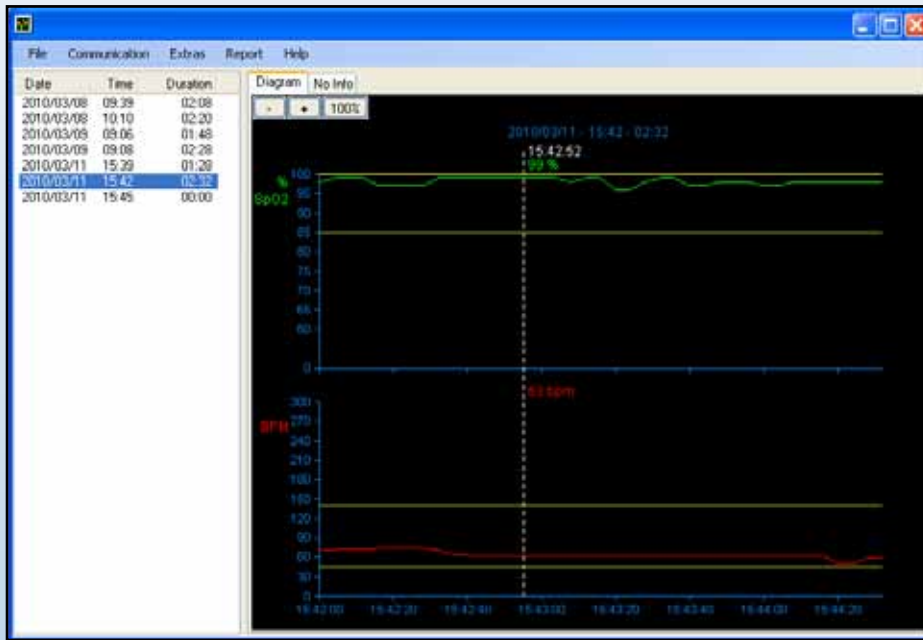 File Communication Extras Report Help
Date Time Duration
2010/03/08 09:39 02:08
2010/03/08 10:10 02:20
2010/03/09 09:06 01:48
2010/03/09 09:08 02:28
2010/03/11 15:39 01:28
2010/03/11 15:42 02:32
2010/03/11 15:45 00:00
Diagram No Info
- + 100%
2010/03/11 - 15:42 - 02:32
15:42:52
99 %
%
SpO2
100
95
90
85
80
75
70
65
60
0
63 bpm
BPM
300
270
240
210
180
150
120
90
60
30
0
15:42:00 15:42:20 15:42:40 15:43:00 15:43:20 15:43:40 15:44:00 15:44:20